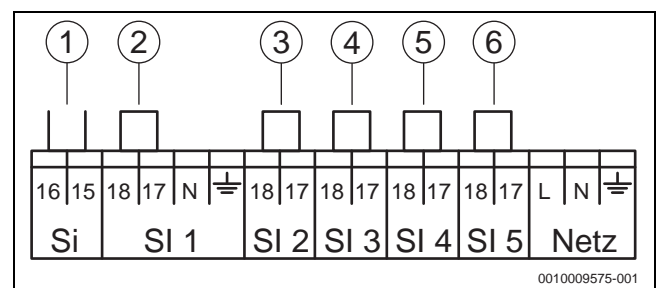 1 2 3 4 5 6
16 15 18 17 N ⏚ 18 17 18 17 18 17 18 17 L N ⏚
Si SI 1 SI 2 SI 3 SI 4 SI 5 Netz
0010009575-001